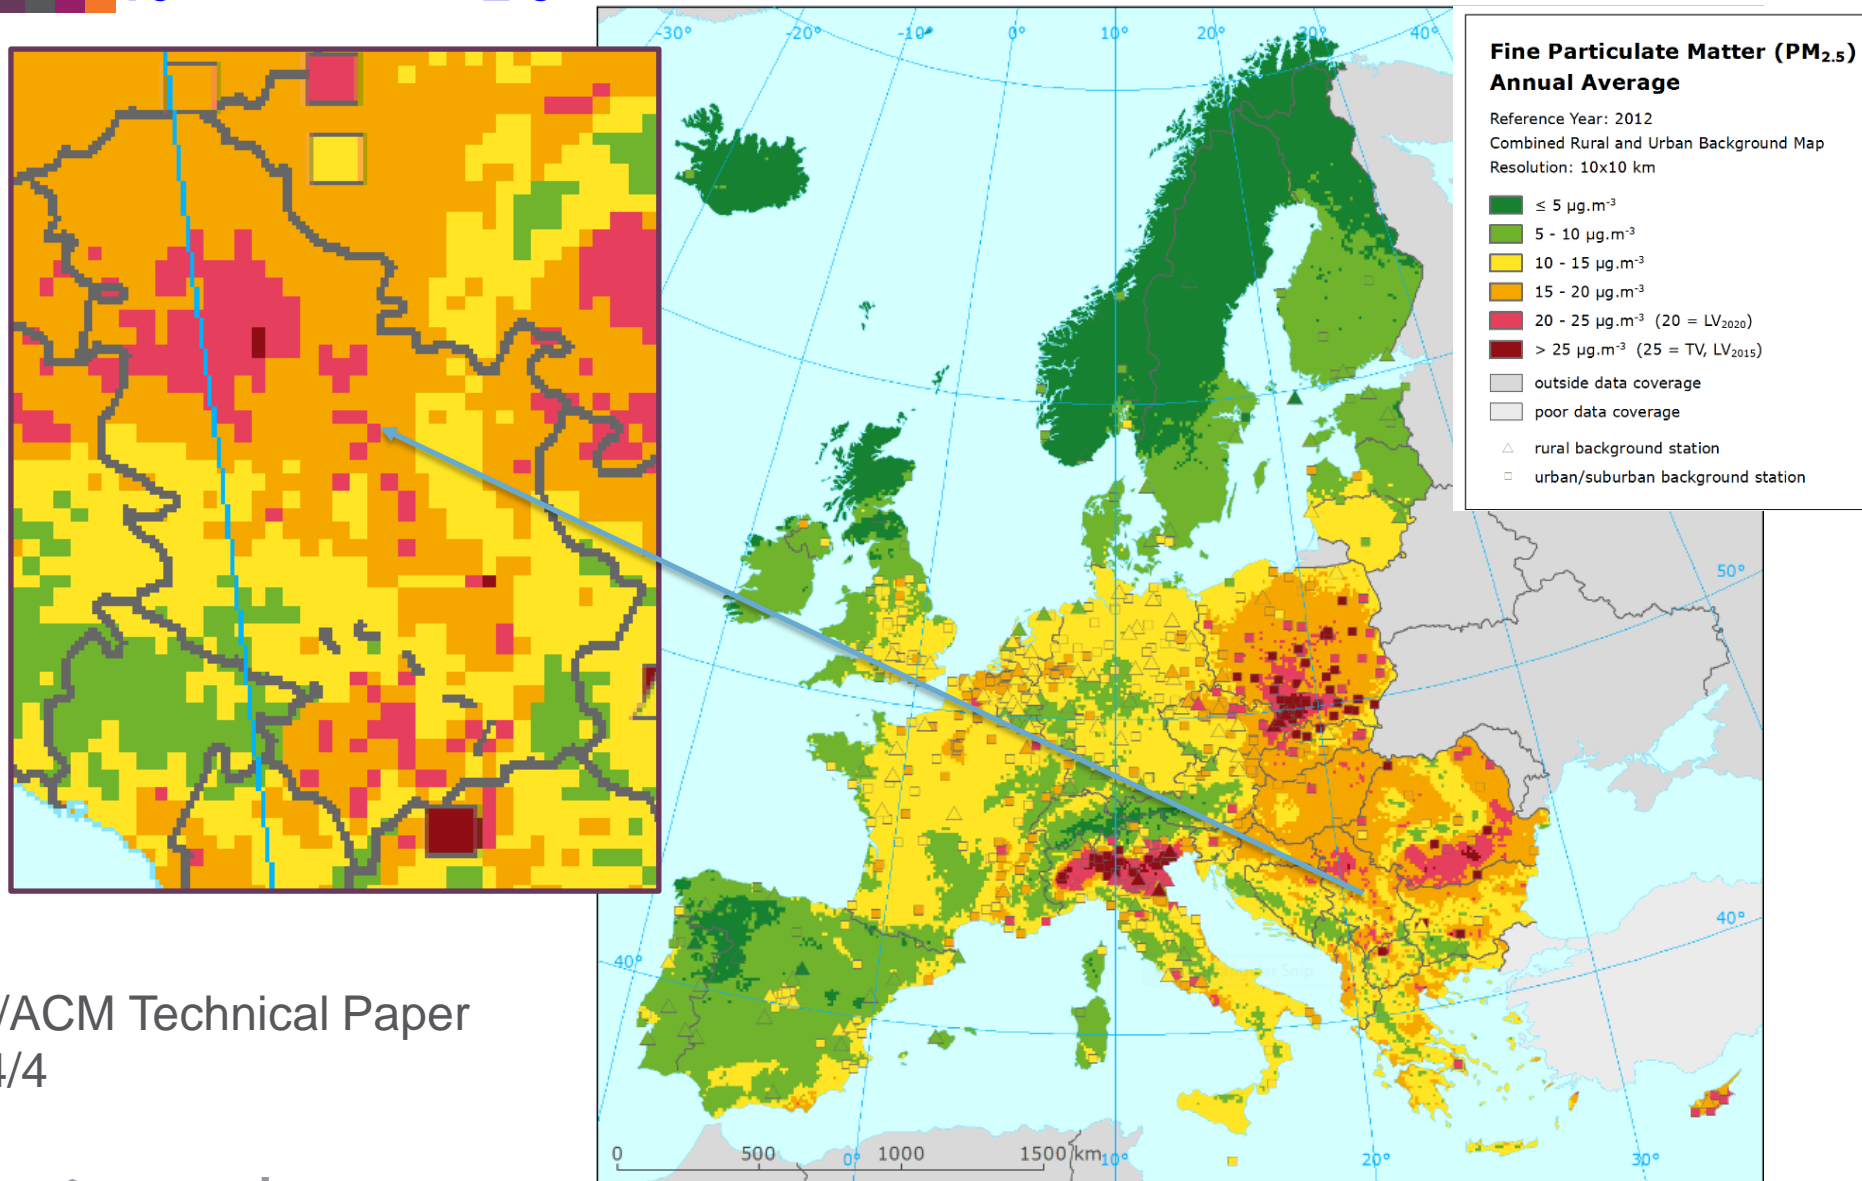 Fine Particulate Matter (PM2.5)
Annual Average
Reference Year: 2012
Combined Rural and Urban Background Map
Resolution: 10x10 km
≤ 5 µg.m-3
5 - 10 µg.m-3
10 - 15 µg.m-3
15 - 20 µg.m-3
20 - 25 µg.m-3 (20 = LV2020)
> 25 µg.m-3 (25 = TV, LV2015)
outside data coverage
poor data coverage
rural background station
urban/suburban background station
-30° -20° -10° 0° 10° 20° 30° 40°
50°
40°
40°
/ACM Technical Paper
4/4
0 500 1000 1500 km
0° 10° 20° 30°
Snip